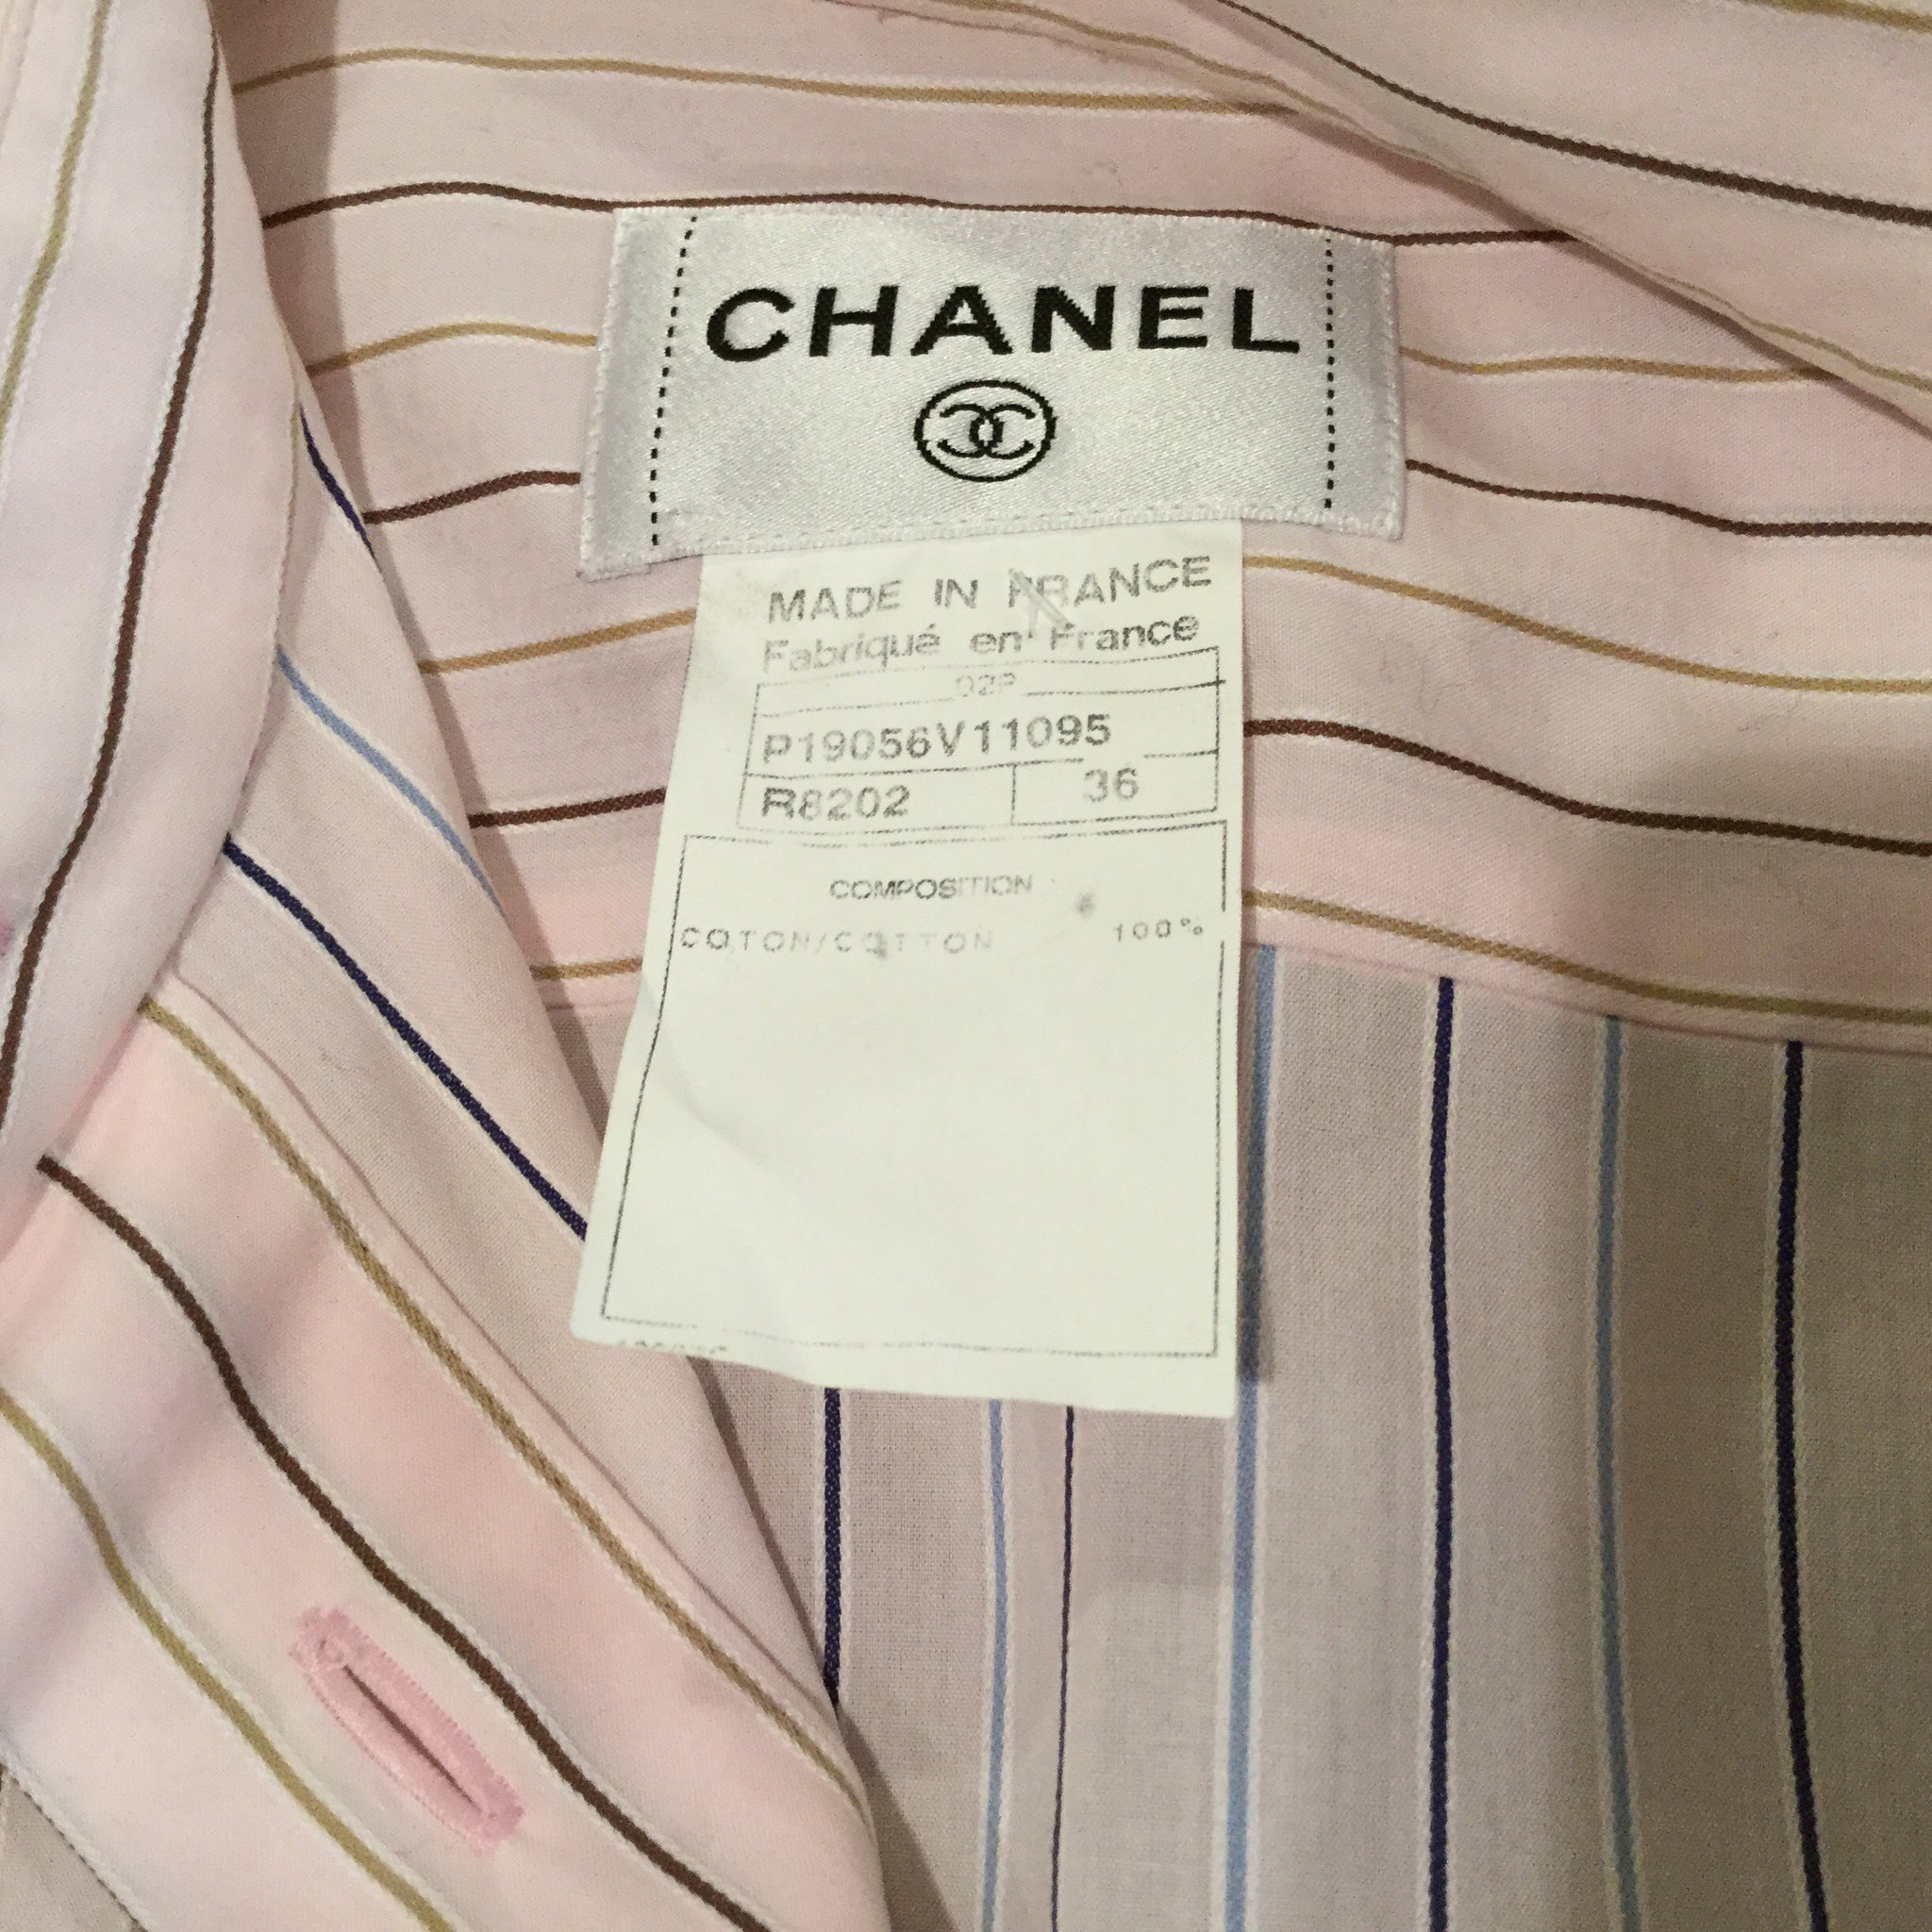 CHANEL
MADE IN FRANCE
Fabriqué en France
02P
P19056V11095
R8202 36
COMPOSITION
COTON/COTTON 100%